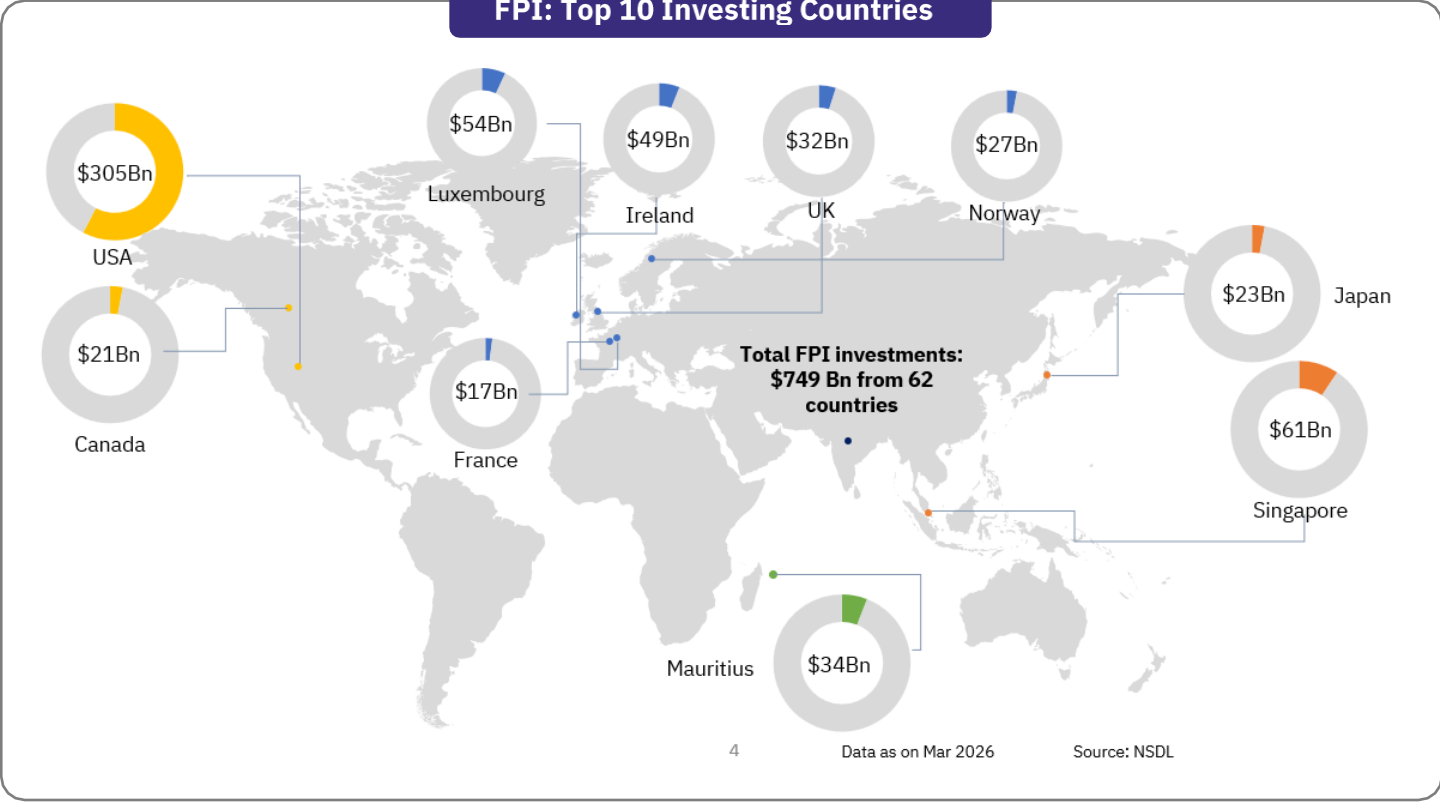 FPI: Top 10 Investing Countries
$305Bn
USA
$54Bn
Luxembourg
$49Bn
Ireland
$32Bn
UK
$27Bn
Norway
$23Bn
Japan
$21Bn
Canada
$17Bn
France
Total FPI investments:
$749 Bn from 62
countries
$61Bn
Singapore
Mauritius
$34Bn
4
Data as on Mar 2026
Source: NSDL